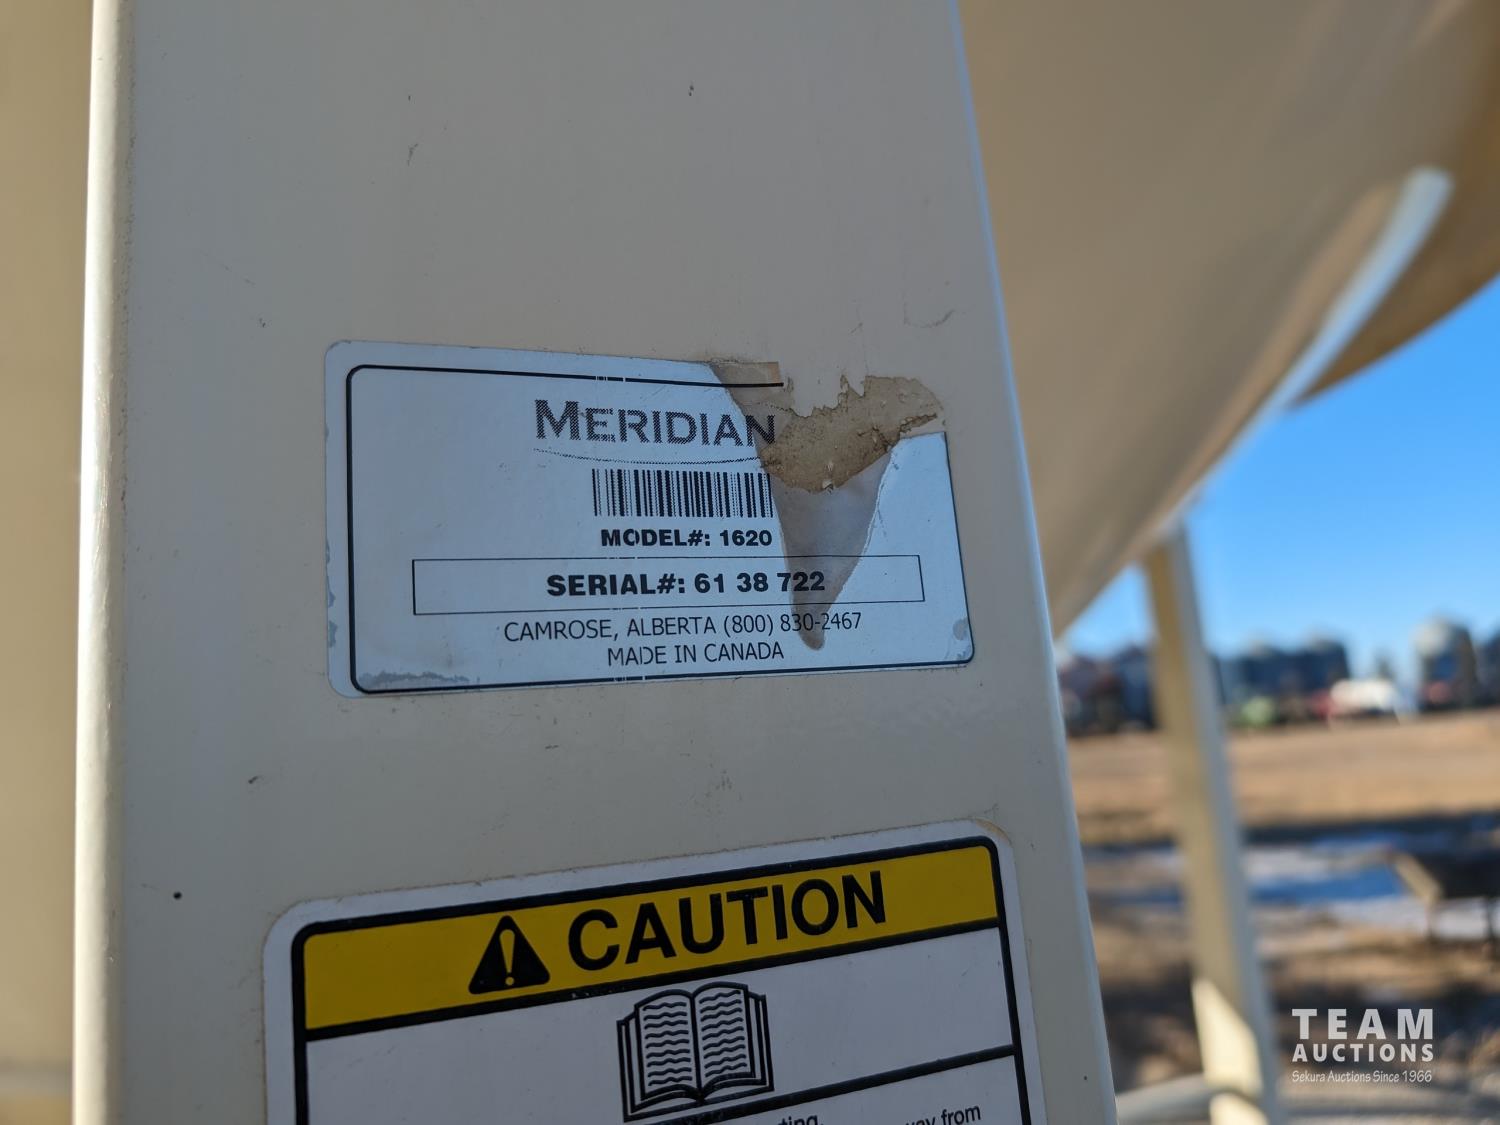 MERIDIAN
MODEL#: 1620
SERIAL#: 61 38 722
CAMROSE, ALBERTA (800) 830-2467
MADE IN CANADA
CAUTION
from
TEAM
AUCTIONS
Sekura Auctions Since 1966